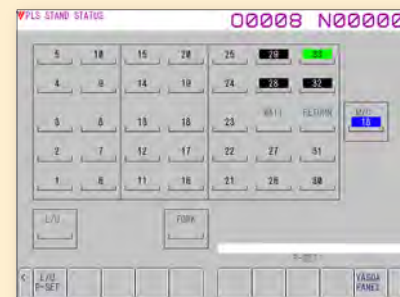 PLS STAND STATUS
O0008 N00000
5 10 15 20 25 29 33
4 9 14 19 24 28 32
3 8 13 18 23 WAIT RETURN M/C
18
2 7 12 17 22 27 31
1 6 11 16 21 26 30
L/U FORK
P-SET
< L/U YASDA
P-SET PANEL